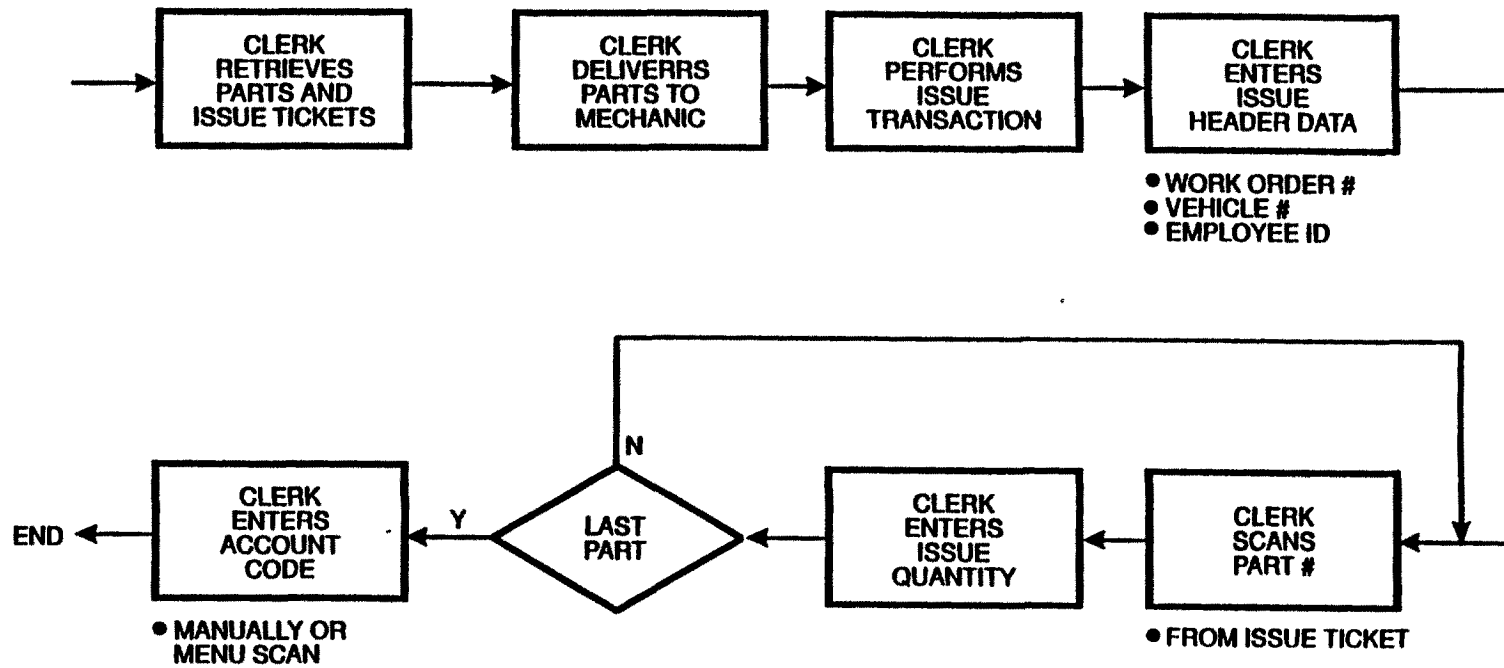 CLERK
RETRIEVES
PARTS AND
ISSUE TICKETS
CLERK
DELIVERRS
PARTS TO
MECHANIC
CLERK
PERFORMS
ISSUE
TRANSACTION
CLERK
ENTERS
ISSUE
HEADER DATA
● WORK ORDER #
● VEHICLE #
● EMPLOYEE ID
CLERK
SCANS
PART #
● FROM ISSUE TICKET
CLERK
ENTERS
ISSUE
QUANTITY
LAST
PART
N
Y
CLERK
ENTERS
ACCOUNT
CODE
● MANUALLY OR
MENU SCAN
END